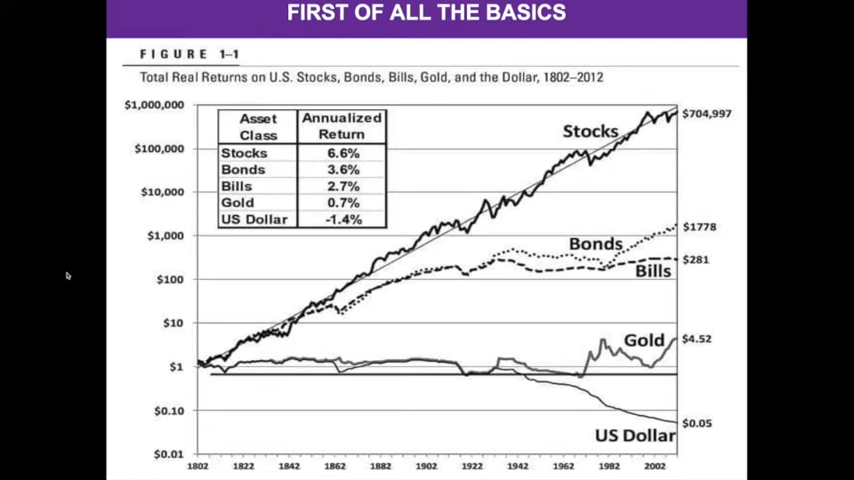 FIRST OF ALL THE BASICS
FIGURE 1–1
Total Real Returns on U.S. Stocks, Bonds, Bills, Gold, and the Dollar, 1802–2012
$1,000,000
$100,000
$10,000
$1,000
$100
$10
$1
$0.10
$0.01
Asset Class Annualized Return
Stocks 6.6%
Bonds 3.6%
Bills 2.7%
Gold 0.7%
US Dollar -1.4%
Stocks
$704,997
Bonds
$1778
Bills
$281
Gold
$4.52
US Dollar
$0.05
1802 1822 1842 1862 1882 1902 1922 1942 1962 1982 2002